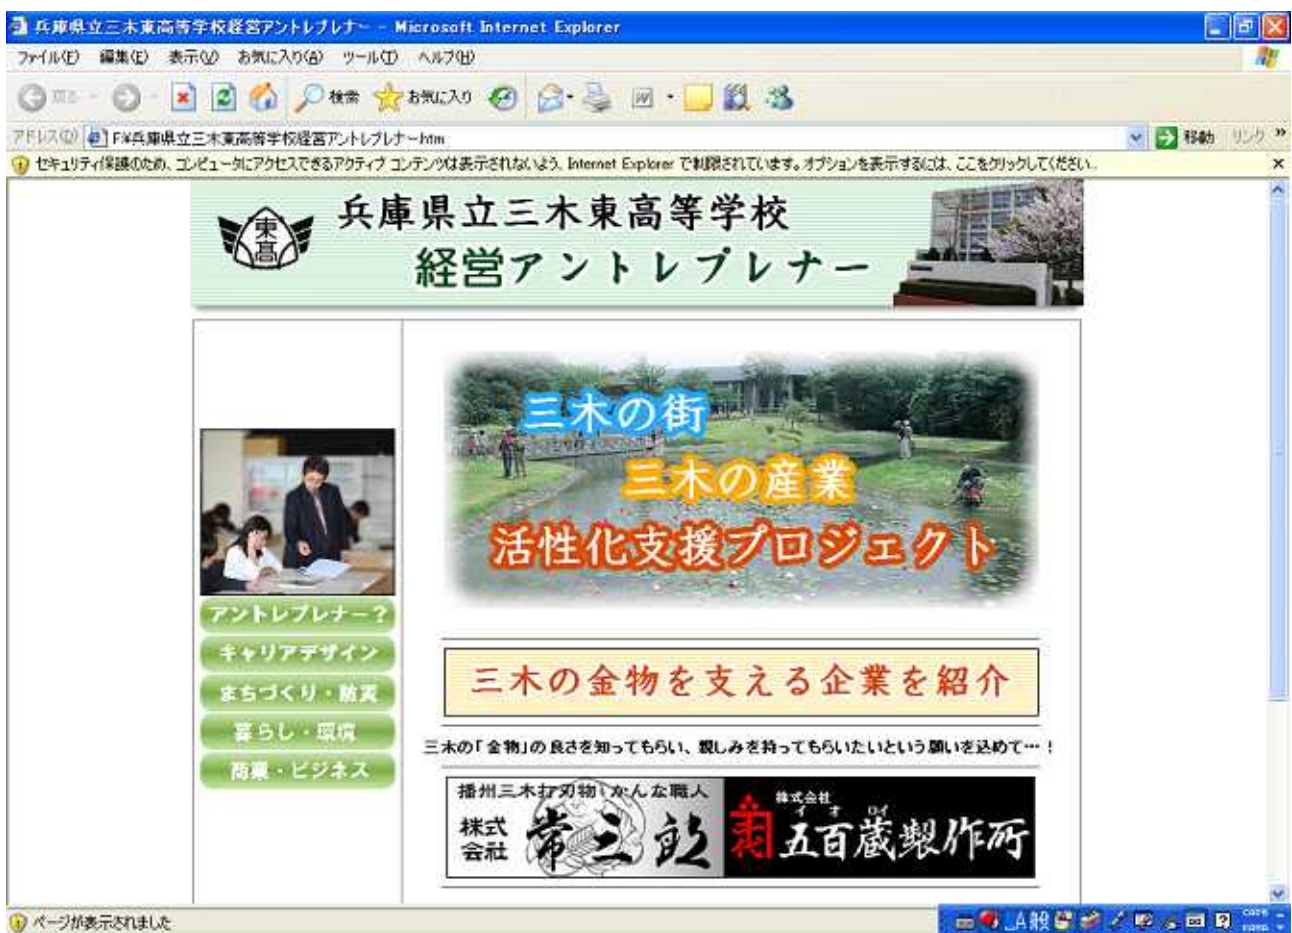 兵庫県立三木東高等学校経営アントレプレナー - Microsoft Internet Explorer
ファイル(F) 編集(E) 表示(V) お気に入り(A) ツール(T) ヘルプ(H)
戻る 検索 お気に入り
アドレス(D) F¥兵庫県立三木東高等学校経営アントレプレナーhtm 移動 リンク
セキュリティ保護のため、コンピュータにアクセスできるアクティブ コンテンツは表示されないよう、Internet Explorer で制限されています。オプションを表示するには、ここをクリックしてください...
東高
兵庫県立三木東高等学校
経営アントレプレナー
三木の街
三木の産業
活性化支援プロジェクト
アントレプレナー?
キャリアデザイン
まちづくり・防災
暮らし・環境
商業・ビジネス
三木の金物を支える企業を紹介
三木の「金物」の良さを知ってもらい、親しみを持ってもらいたいという願いを込めて…!
播州三木打刃物 かんな職人
株式会社 常三郎
株式会社
イオロイ
五百蔵製作所
ページが表示されました
A 般
CAPS
KANA